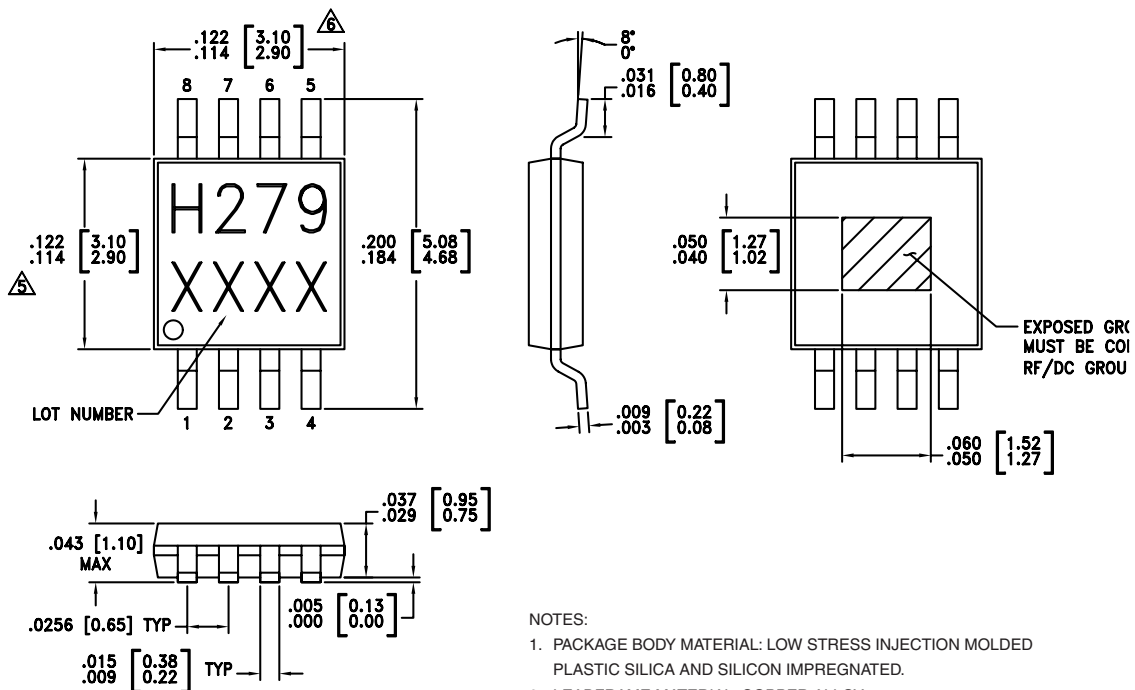 .122 [3.10]
.114 [2.90]
6
8 7 6 5
H279
XXXX
.122 [3.10]
.114 [2.90]
5
.200 [5.08]
.184 [4.68]
LOT NUMBER
1 2 3 4
8°
0°
.031 [0.80]
.016 [0.40]
.009 [0.22]
.003 [0.08]
.050 [1.27]
.040 [1.02]
EXPOSED
MUST BE
RF/DC
.060 [1.52]
.050 [1.27]
.037 [0.95]
.029 [0.75]
.043 [1.10]
MAX
.0256 [0.65] TYP
.005 [0.13]
.000 [0.00]
.015 [0.38]
.009 [0.22] TYP
NOTES:
1. PACKAGE BODY MATERIAL: LOW STRESS INJECTION MOLDED
PLASTIC SILICA AND SILICON IMPREGNATED.